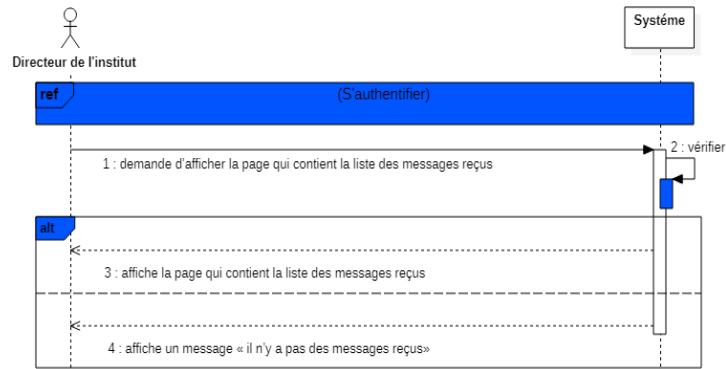 Systéme
Directeur de l'institut
ref
(S'authentifier)
2 : vérifier
1 : demande d'afficher la page qui contient la liste des messages reçus
alt
3 : affiche la page qui contient la liste des messages reçus
4 : affiche un message « il n'y a pas des messages reçus»